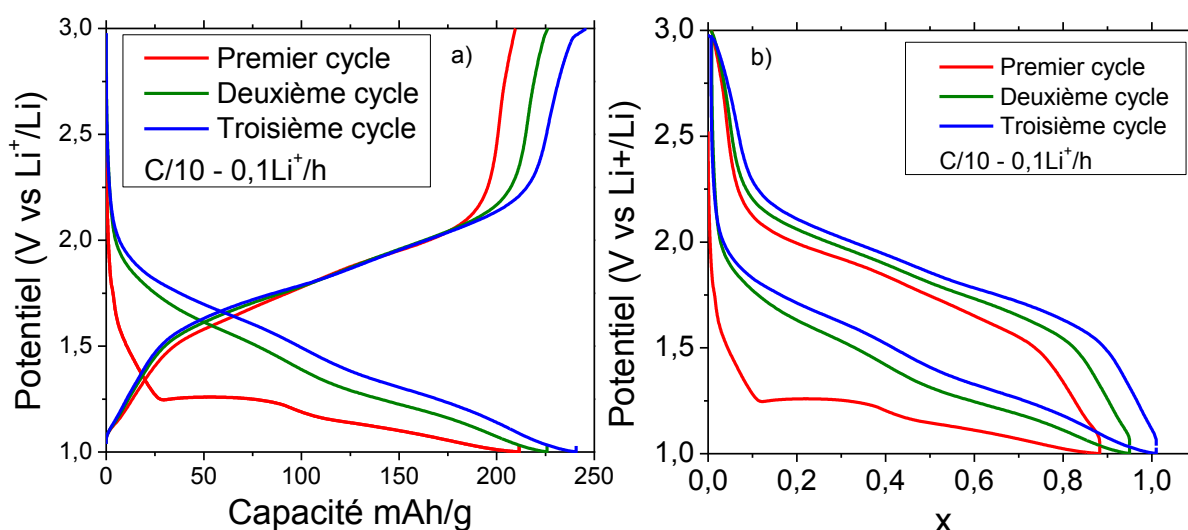 3,0
2,5
2,0
1,5
1,0
Potentiel (V vs Li⁺/Li)
Premier cycle
Deuxième cycle
Troisième cycle
C/10 - 0,1Li⁺/h
a)
0
50
100
150
200
250
Capacité mAh/g
3,0
2,5
2,0
1,5
1,0
Potentiel (V vs Li+/Li)
b)
Premier cycle
Deuxième cycle
Troisième cycle
C/10 - 0,1Li⁺/h
0,0
0,2
0,4
0,6
0,8
1,0
x